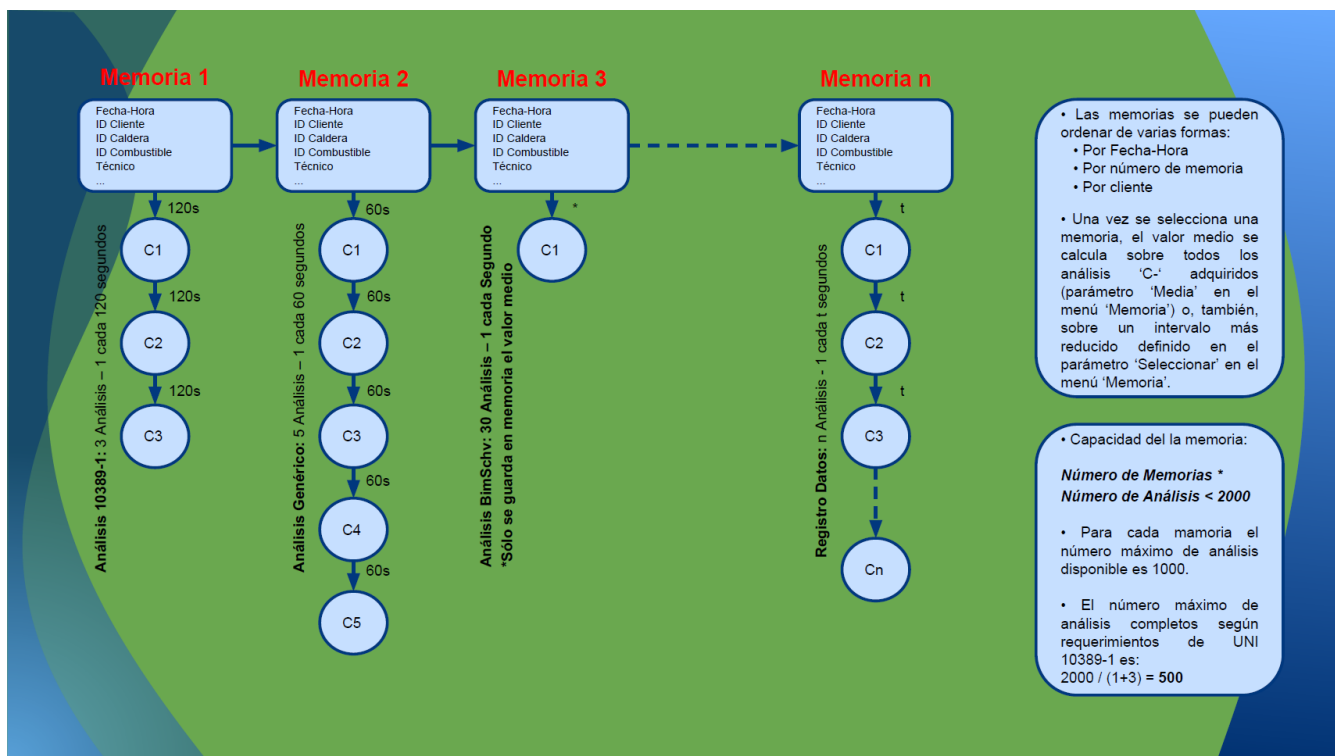 Memoria 1
Fecha-Hora
ID Cliente
ID Caldera
ID Combustible
Técnico
...
120s
C1
120s
C2
120s
C3
Análisis 10389-1: 3 Análisis – 1 cada 120 segundos
Memoria 2
Fecha-Hora
ID Cliente
ID Caldera
ID Combustible
Técnico
...
60s
C1
60s
C2
60s
C3
60s
C4
60s
C5
Análisis Genérico: 5 Análisis – 1 cada 60 segundos
Memoria 3
Fecha-Hora
ID Cliente
ID Caldera
ID Combustible
Técnico
...
*
C1
Análisis BimSchv: 30 Análisis – 1 cada Segundo
*Sólo se guarda en memoria el valor medio
Memoria n
Fecha-Hora
ID Cliente
ID Caldera
ID Combustible
Técnico
...
t
C1
t
C2
t
C3
Cn
Registro Datos: n Análisis - 1 cada t segundos
• Las memorias se pueden
ordenar de varias formas:
• Por Fecha-Hora
• Por número de memoria
• Por cliente
• Una vez se selecciona una
memoria, el valor medio se
calcula sobre todos los
análisis ‘C-‘ adquiridos
(parámetro ‘Media’ en el
menú ‘Memoria’) o, también,
sobre un intervalo más
reducido definido en el
parámetro ‘Seleccionar’ en el
menú ‘Memoria’.
• Capacidad del la memoria:
Número de Memorias *
Número de Análisis < 2000
• Para cada mamoria el
número máximo de análisis
disponible es 1000.
• El número máximo de
análisis completos según
requerimientos de UNI
10389-1 es:
2000 / (1+3) = 500